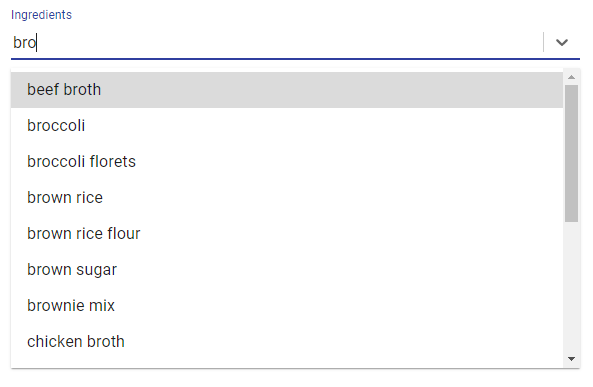 Ingredients
bro
beef broth
broccoli
broccoli florets
brown rice
brown rice flour
brown sugar
brownie mix
chicken broth